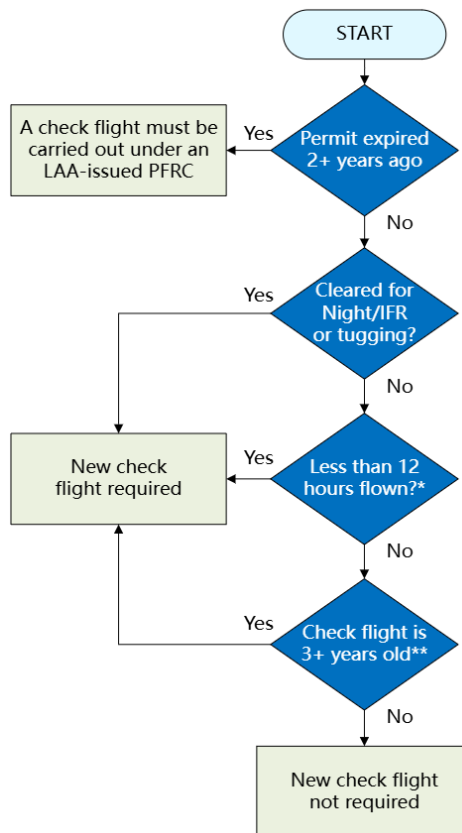 START
A check flight must be
carried out under an
LAA-issued PFRC
Yes
Permit expired
2+ years ago
No
Yes
Cleared for
Night/IFR
or tugging?
No
New check
flight required
Yes
Less than 12
hours flown?*
No
Yes
Check flight is
3+ years old**
No
New check flight
not required